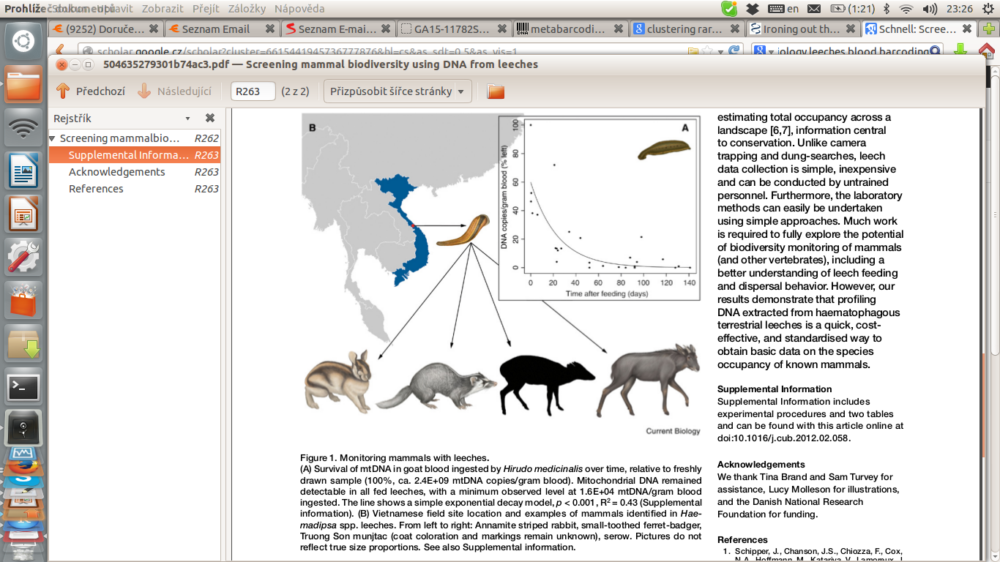 Prohlížeč dokumentů
Soubor Upravit Zobrazit Přejít Záložky Nápověda
en
(1:21)
23:26
(9252) Doruče...
Seznam Email
Seznam E-mai...
GA15-11782S...
metabarcodi...
clustering rar...
Ironing out th...
Schnell: Scree...
scholar.google.cz/scholar?cluster=6615441945736777876&hl=cs&as_sdt=0,5&as_vis=1
iology leeches blood barcoding
504635279301b74ac3.pdf — Screening mammal biodiversity using DNA from leeches
Předchozí
Následující
R263
(2 z 2)
Přizpůsobit šířce stránky
Rejstřík
Screening mammalbio... R262
Supplemental Informa... R263
Acknowledgements R263
References R263
B
A
DNA copies/gram blood (% left)
100
80
60
40
20
0
0 20 40 60 80 100 120 140
Time after feeding (days)
Current Biology
Figure 1. Monitoring mammals with leeches.
(A) Survival of mtDNA in goat blood ingested by Hirudo medicinalis over time, relative to freshly
drawn sample (100%, ca. 2.4E+09 mtDNA copies/gram blood). Mitochondrial DNA remained
detectable in all fed leeches, with a minimum observed level at 1.6E+04 mtDNA/gram blood
ingested. The line shows a simple exponential decay model, p < 0.001, R² = 0.43 (Supplemental
information). (B) Vietnamese field site location and examples of mammals identified in Hae-
madipsa spp. leeches. From left to right: Annamite striped rabbit, small-toothed ferret-badger,
Truong Son munjtac (coat coloration and markings remain unknown), serow. Pictures do not
reflect true size proportions. See also Supplemental information.
estimating total occupancy across a
landscape [6,7], information central
to conservation. Unlike camera
trapping and dung-searches, leech
data collection is simple, inexpensive
and can be conducted by untrained
personnel. Furthermore, the laboratory
methods can easily be undertaken
using simple approaches. Much work
is required to fully explore the potential
of biodiversity monitoring of mammals
(and other vertebrates), including a
better understanding of leech feeding
and dispersal behavior. However, our
results demonstrate that profiling
DNA extracted from haematophagous
terrestrial leeches is a quick, cost-
effective, and standardised way to
obtain basic data on the species
occupancy of known mammals.
Supplemental Information
Supplemental Information includes
experimental procedures and two tables
and can be found with this article online at
doi:10.1016/j.cub.2012.02.058.
Acknowledgements
We thank Tina Brand and Sam Turvey for
assistance, Lucy Molleson for illustrations,
and the Danish National Research
Foundation for funding.
References
1. Schipper, J., Chanson, J.S., Chiozza, F., Cox,
N.A., Hoffmann, M., Katariya, V., Lamoreux, J.